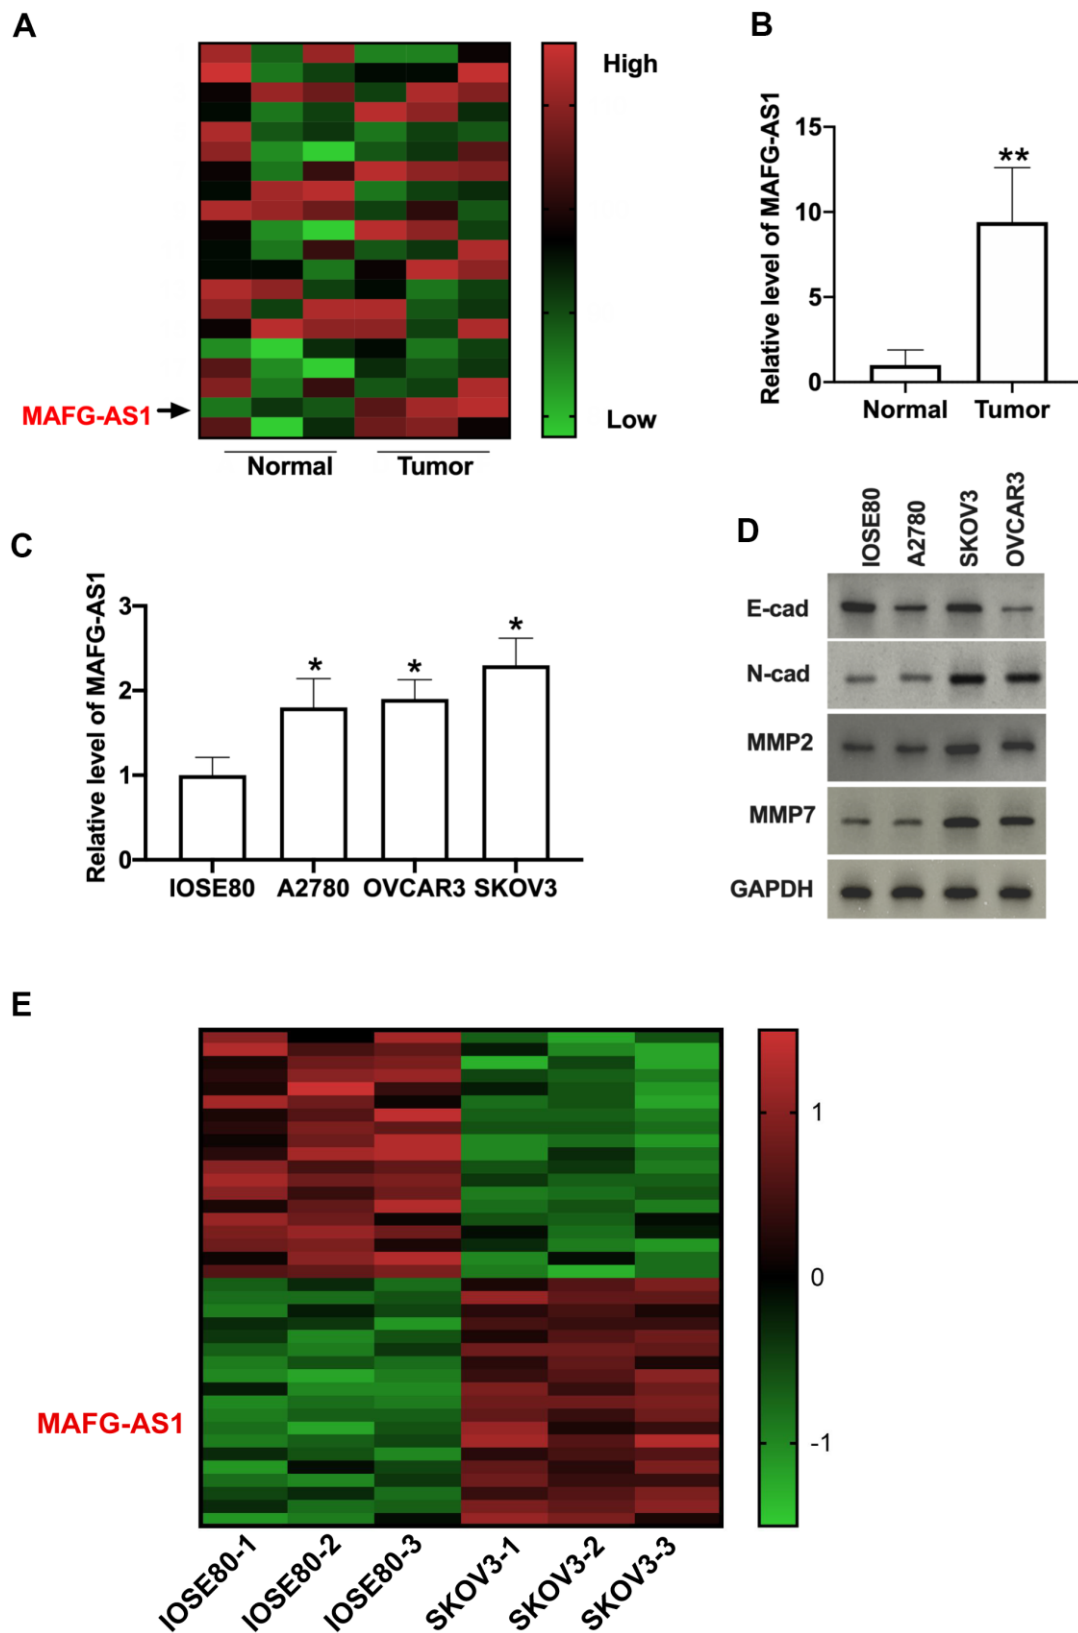 A
High
Low
MAFG-AS1
Normal
Tumor
B
Relative level of MAFG-AS1
15
10
5
0
**
Normal
Tumor
C
Relative level of MAFG-AS1
3
2
1
0
*
*
*
IOSE80
A2780
OVCAR3
SKOV3
D
IOSE80
A2780
SKOV3
OVCAR3
E-cad
N-cad
MMP2
MMP7
GAPDH
E
MAFG-AS1
1
0
-1
IOSE80-1
IOSE80-2
IOSE80-3
SKOV3-1
SKOV3-2
SKOV3-3